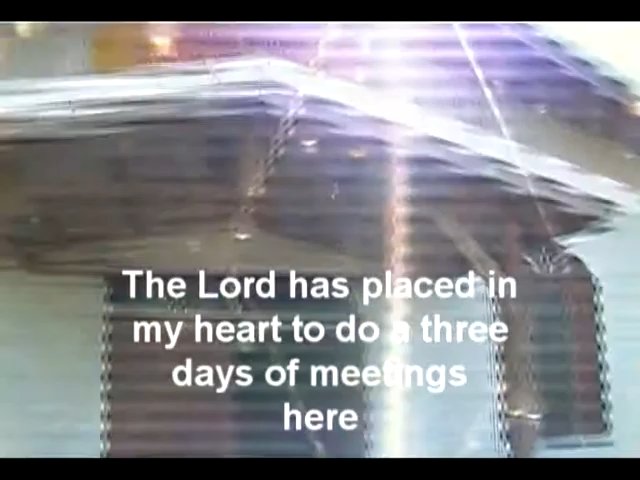 The Lord has placed in
my heart to do a three
days of meetings
here